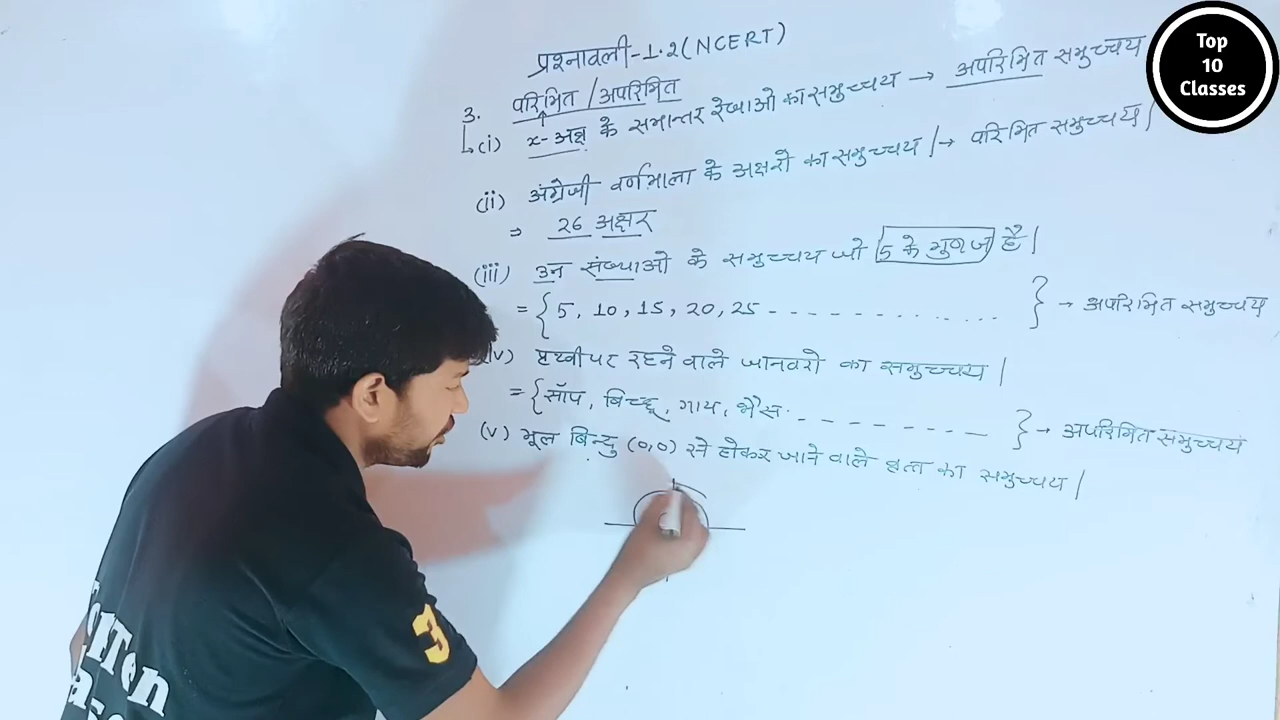 Top
10
Classes
प्रश्नावली-1.2 (NCERT)
3. परिमित / अपरिमित
(i) x-अक्ष के समान्तर रेखाओ का समुच्चय → अपरिमित समुच्चय
(ii) अंग्रेजी वर्णमाला के अक्षरो का समुच्चय | → परिमित समुच्चय |
⇒ 26 अक्षर
(iii) उन संख्याओ के समुच्चय जो 5 के गुणज है |
= { 5, 10, 15, 20, 25 - - - - - - - - - - - - } → अपरिमित समुच्चय
(iv) पृथ्वी पर रहने वाले जानवरो का समुच्चय |
= { साँप, बिच्छू, गाय, भैंस - - - - - - - - - } → अपरिमित समुच्चय
(v) मूल बिन्दु (0,0) से होकर जाने वाले वृत्त का समुच्चय |
3